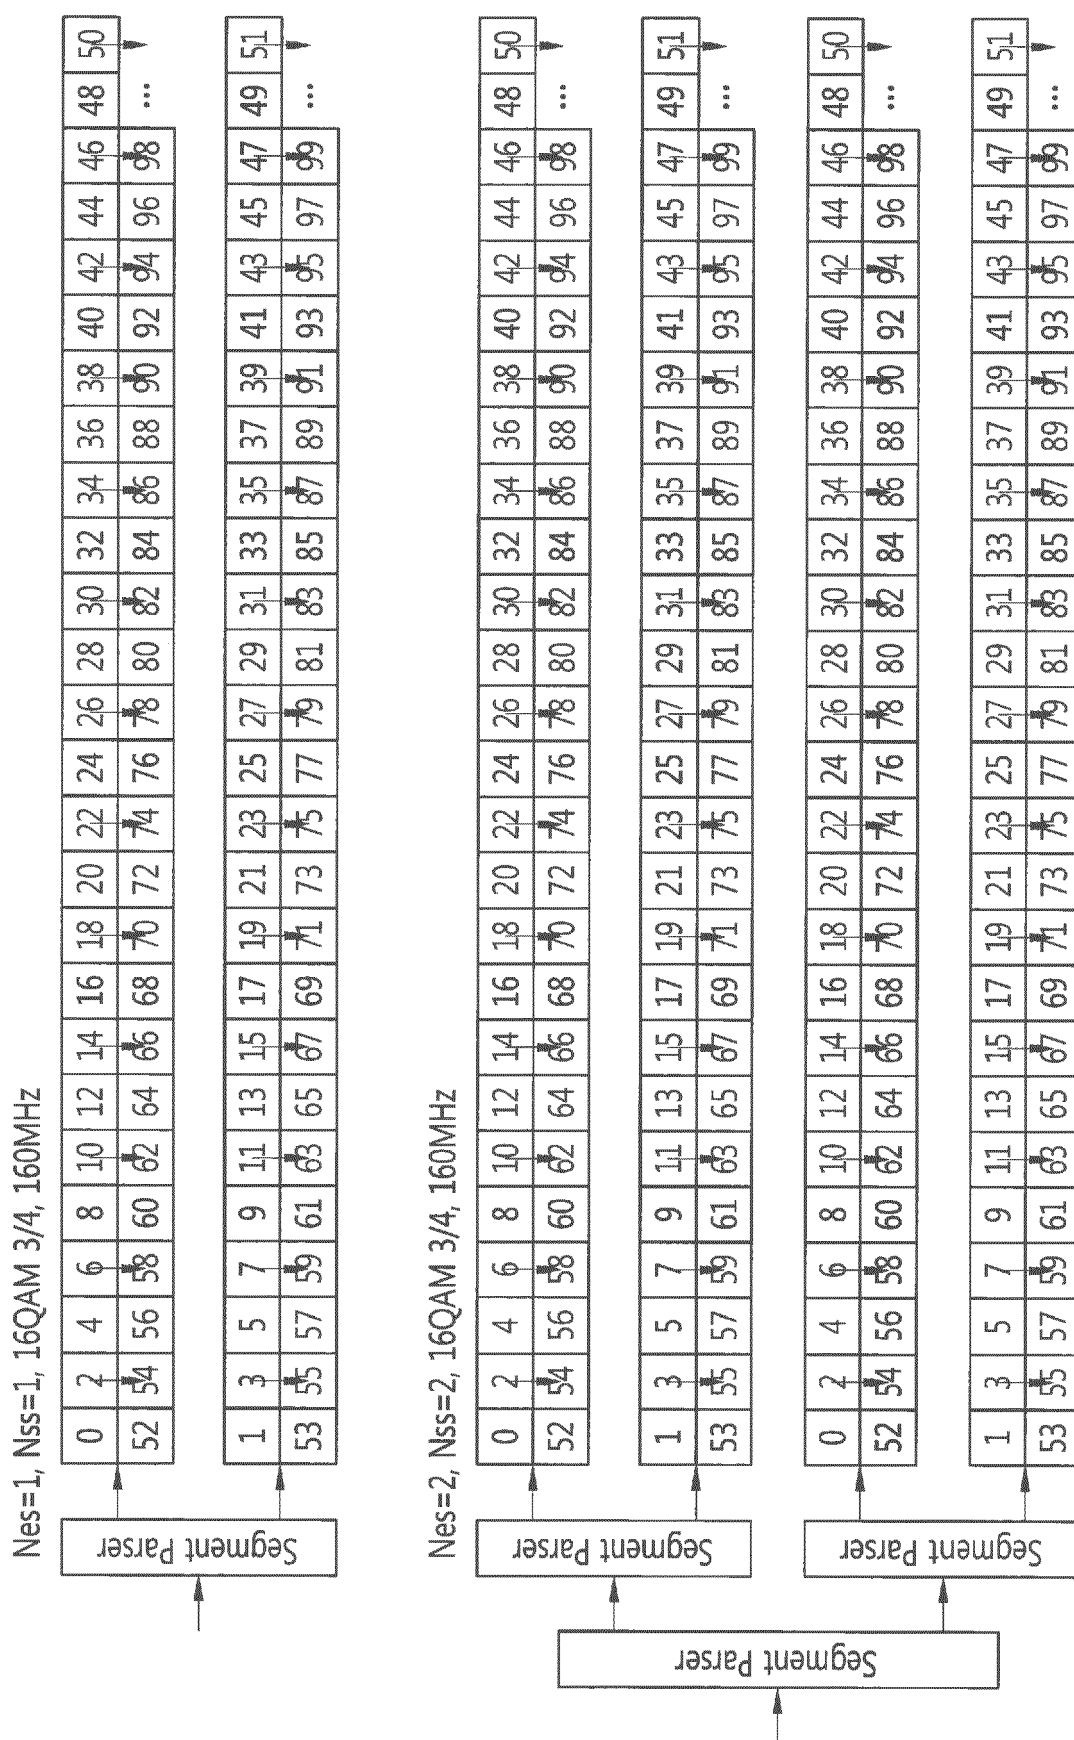 Nes=1, Nss=1, 16QAM 3/4, 160MHz
Segment Parser
0 2 4 6 8 10 12 14 16 18 20 22 24 26 28 30 32 34 36 38 40 42 44 46 48 50
52 54 56 58 60 62 64 66 68 70 72 74 76 78 80 82 84 86 88 90 92 94 96 98 ...
1 3 5 7 9 11 13 15 17 19 21 23 25 27 29 31 33 35 37 39 41 43 45 47 49 51
53 55 57 59 61 63 65 67 69 71 73 75 77 79 81 83 85 87 89 91 93 95 97 99 ...
Nes=2, Nss=2, 16QAM 3/4, 160MHz
Segment Parser
Segment Parser
0 2 4 6 8 10 12 14 16 18 20 22 24 26 28 30 32 34 36 38 40 42 44 46 48 50
52 54 56 58 60 62 64 66 68 70 72 74 76 78 80 82 84 86 88 90 92 94 96 98 ...
1 3 5 7 9 11 13 15 17 19 21 23 25 27 29 31 33 35 37 39 41 43 45 47 49 51
53 55 57 59 61 63 65 67 69 71 73 75 77 79 81 83 85 87 89 91 93 95 97 99 ...
Segment Parser
0 2 4 6 8 10 12 14 16 18 20 22 24 26 28 30 32 34 36 38 40 42 44 46 48 50
52 54 56 58 60 62 64 66 68 70 72 74 76 78 80 82 84 86 88 90 92 94 96 98 ...
1 3 5 7 9 11 13 15 17 19 21 23 25 27 29 31 33 35 37 39 41 43 45 47 49 51
53 55 57 59 61 63 65 67 69 71 73 75 77 79 81 83 85 87 89 91 93 95 97 99 ...